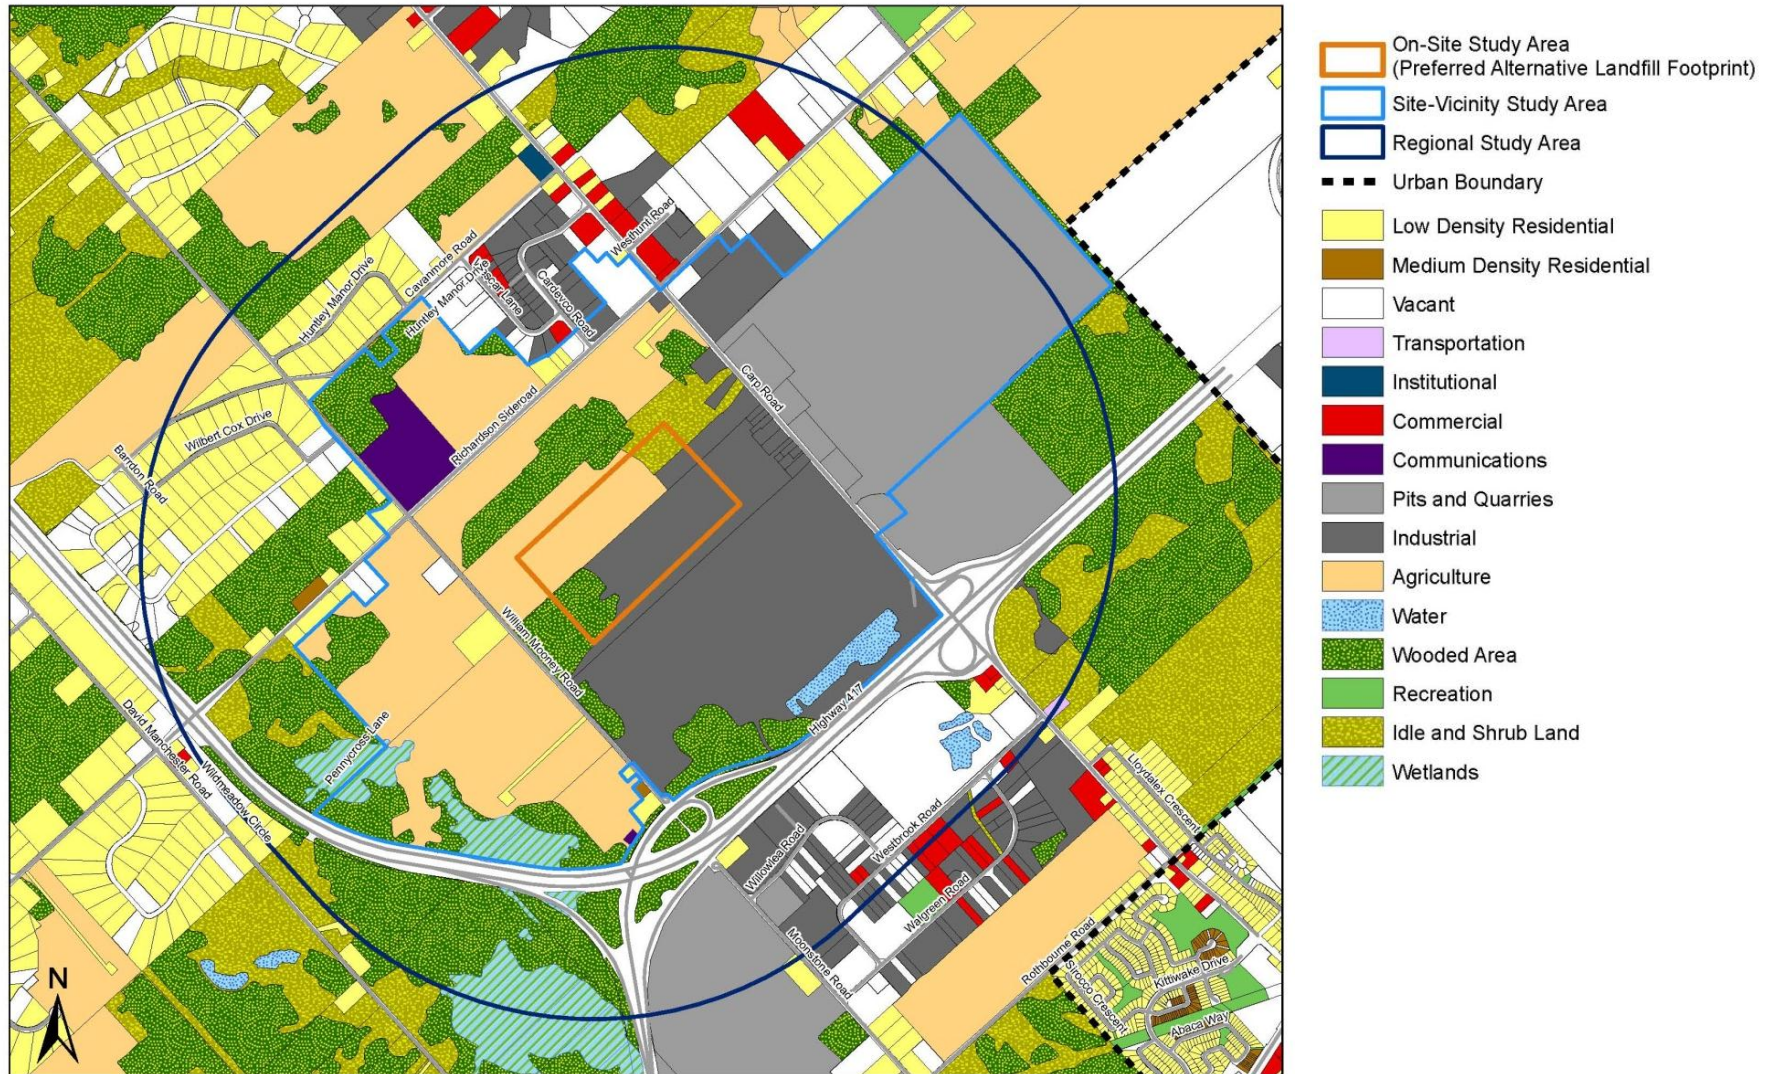 Westhunt Road
Cavanmore Road
Huntley Manor Drive
Huntley Manor Drive
Cardevco Road
Carp Road
Richardson Sideroad
Wilbert Cox Drive
Barrdon Road
William Mooney Road
Highway 417
Pennycross Lane
David Manchester Road
Wildmeadow Circle
Lloydalex Crescent
Westbrook Road
Willowlea Road
Walgreen Road
Moonstone Road
Rothbourne Road
Sirocco Crescent
Kittiwake Drive
Abaca Way
N
On-Site Study Area
(Preferred Alternative Landfill Footprint)
Site-Vicinity Study Area
Regional Study Area
Urban Boundary
Low Density Residential
Medium Density Residential
Vacant
Transportation
Institutional
Commercial
Communications
Pits and Quarries
Industrial
Agriculture
Water
Wooded Area
Recreation
Idle and Shrub Land
Wetlands